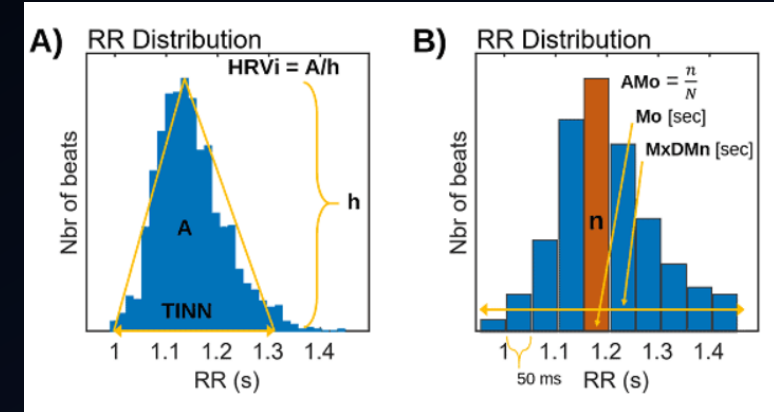 A) RR Distribution
HRVi = A/h
Nbr of beats
A
h
TINN
1 1.1 1.2 1.3 1.4
RR (s)
B) RR Distribution
AMo = n/N
Mo [sec]
MxDMn [sec]
Nbr of beats
n
1 1.1 1.2 1.3 1.4
50 ms RR (s)